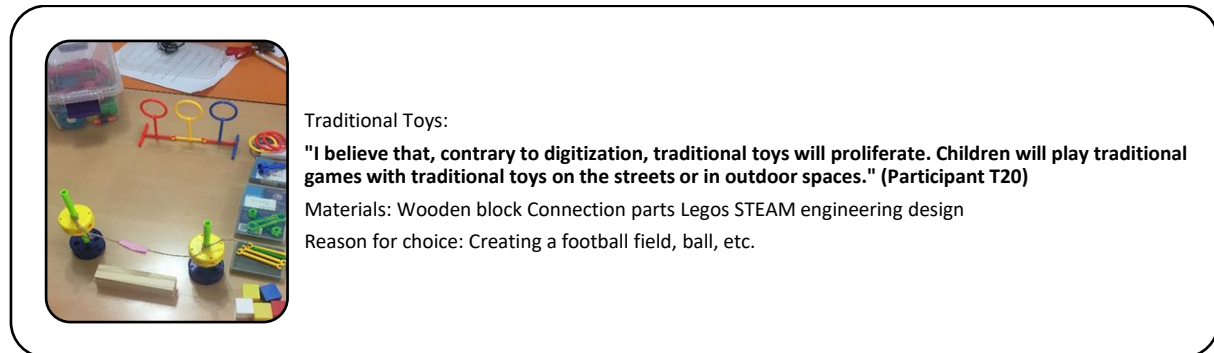 Traditional Toys:
"I believe that, contrary to digitization, traditional toys will proliferate. Children will play traditional
games with traditional toys on the streets or in outdoor spaces." (Participant T20)
Materials: Wooden block Connection parts Legos STEAM engineering design
Reason for choice: Creating a football field, ball, etc.